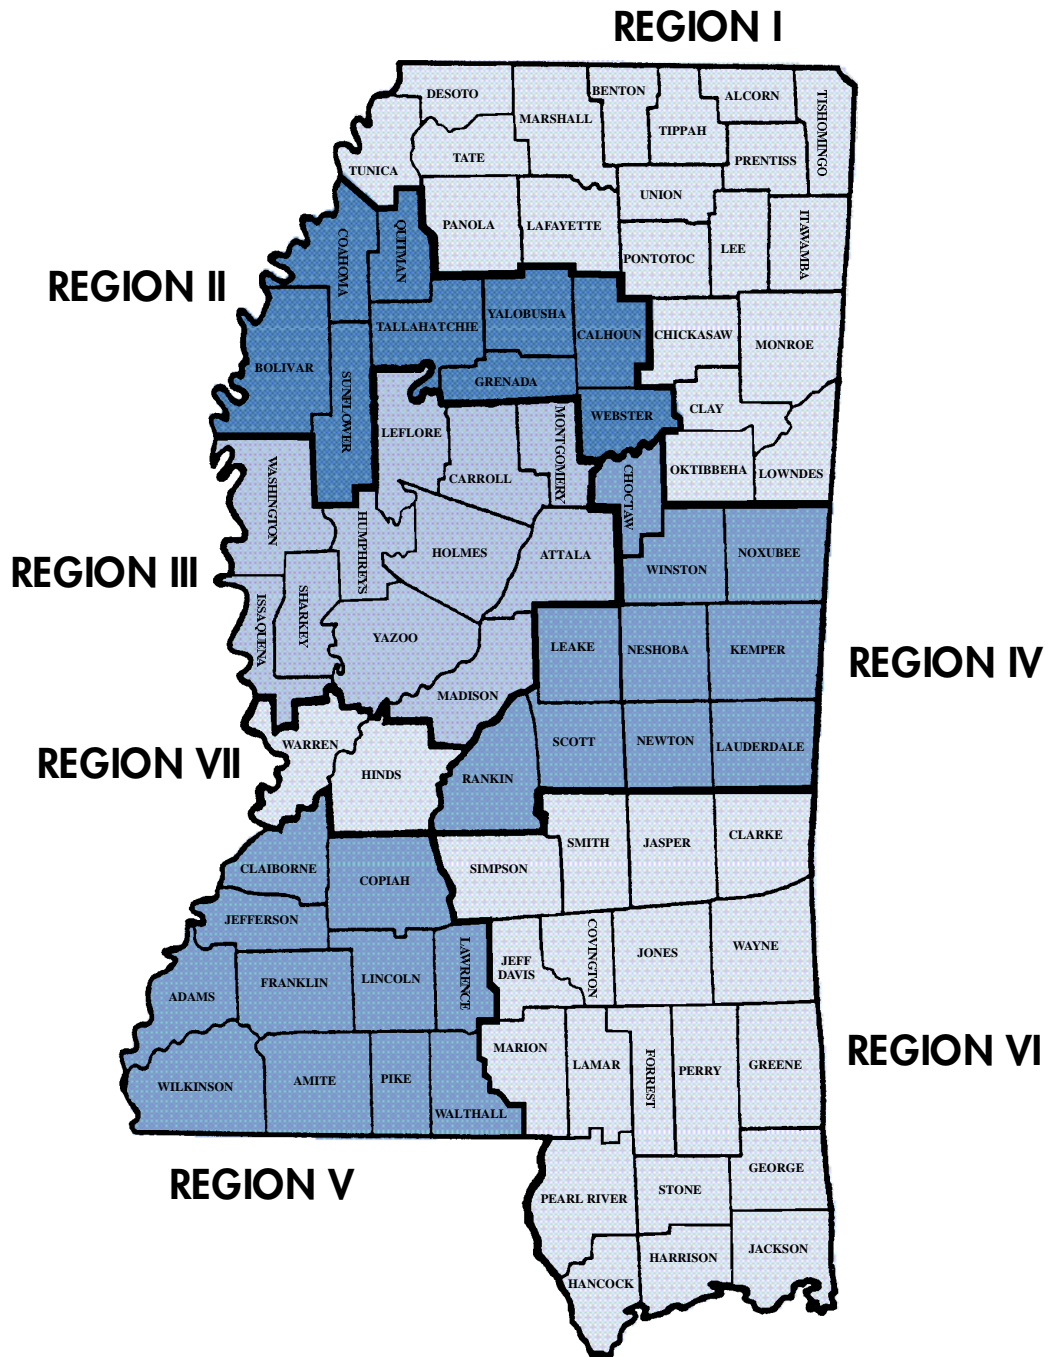 REGION I
DESOTO
BENTON
ALCORN
TISHOMINGO
MARSHALL
TIPPAH
TATE
PRENTISS
TUNICA
UNION
PANOLA
LAFAYETTE
ITAWAMBA
LEE
PONTOTOC
QUITMAN
COAHOMA
REGION II
YALOBUSHA
TALLAHATCHIE
CALHOUN
CHICKASAW
MONROE
BOLIVAR
GRENADA
SUNFLOWER
WEBSTER
CLAY
LEFLORE
MONTGOMERY
OKTIBBEHA
LOWNDES
CARROLL
CHOCTAW
WASHINGTON
HUMPHREYS
HOLMES
ATTALA
NOXUBEE
WINSTON
REGION III
ISSAQUENA
SHARKEY
YAZOO
LEAKE
NESHOBA
KEMPER
REGION IV
MADISON
WARREN
SCOTT
NEWTON
LAUDERDALE
REGION VII
HINDS
RANKIN
SMITH
JASPER
CLARKE
CLAIBORNE
SIMPSON
COPIAH
JEFFERSON
LAWRENCE
COVINGTON
JONES
WAYNE
JEFF
DAVIS
FRANKLIN
LINCOLN
ADAMS
MARION
LAMAR
FORREST
PERRY
GREENE
REGION VI
WILKINSON
AMITE
PIKE
WALTHALL
REGION V
GEORGE
PEARL RIVER
STONE
JACKSON
HARRISON
HANCOCK